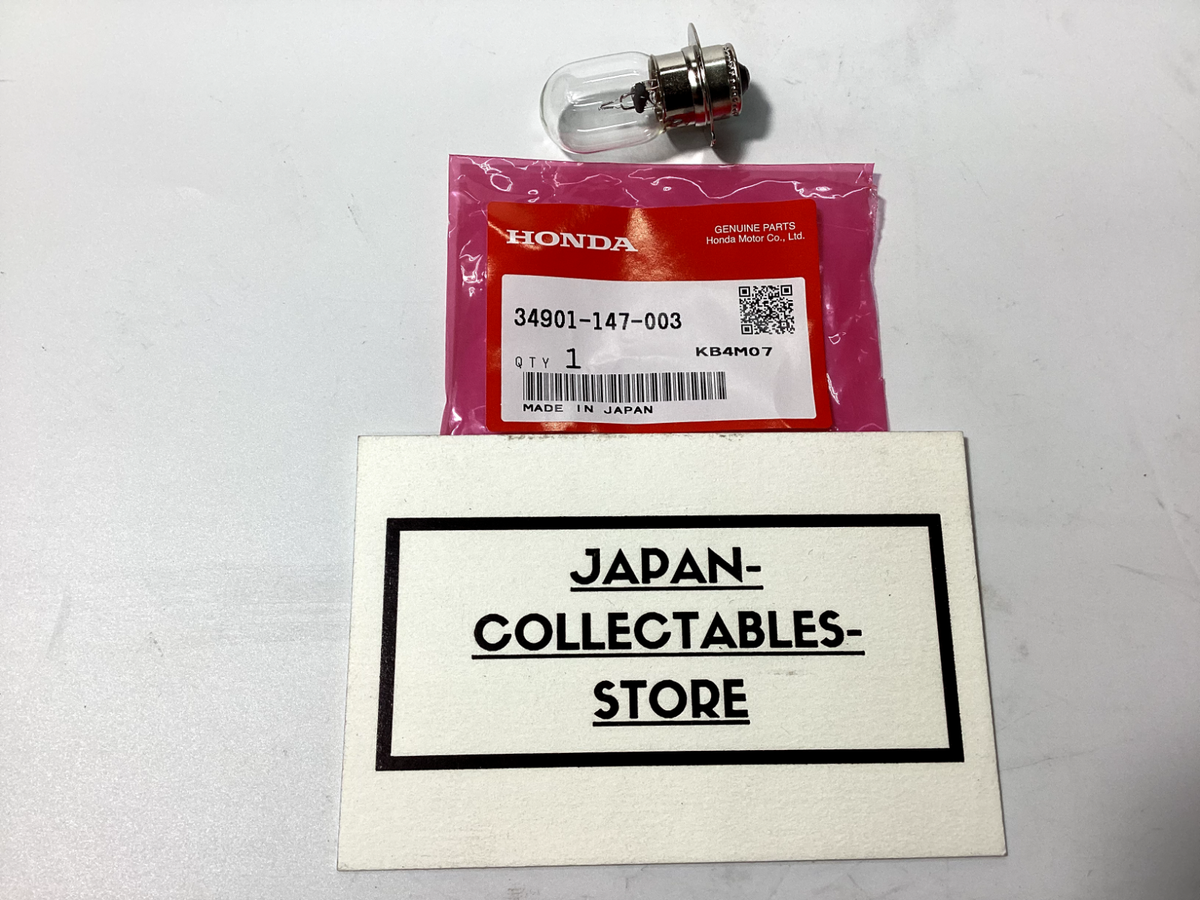 HONDA
GENUINE PARTS
Honda Motor Co., Ltd.
34901-147-003
QTY 1
KB4M07
MADE IN JAPAN
JAPAN-
COLLECTABLES-
STORE